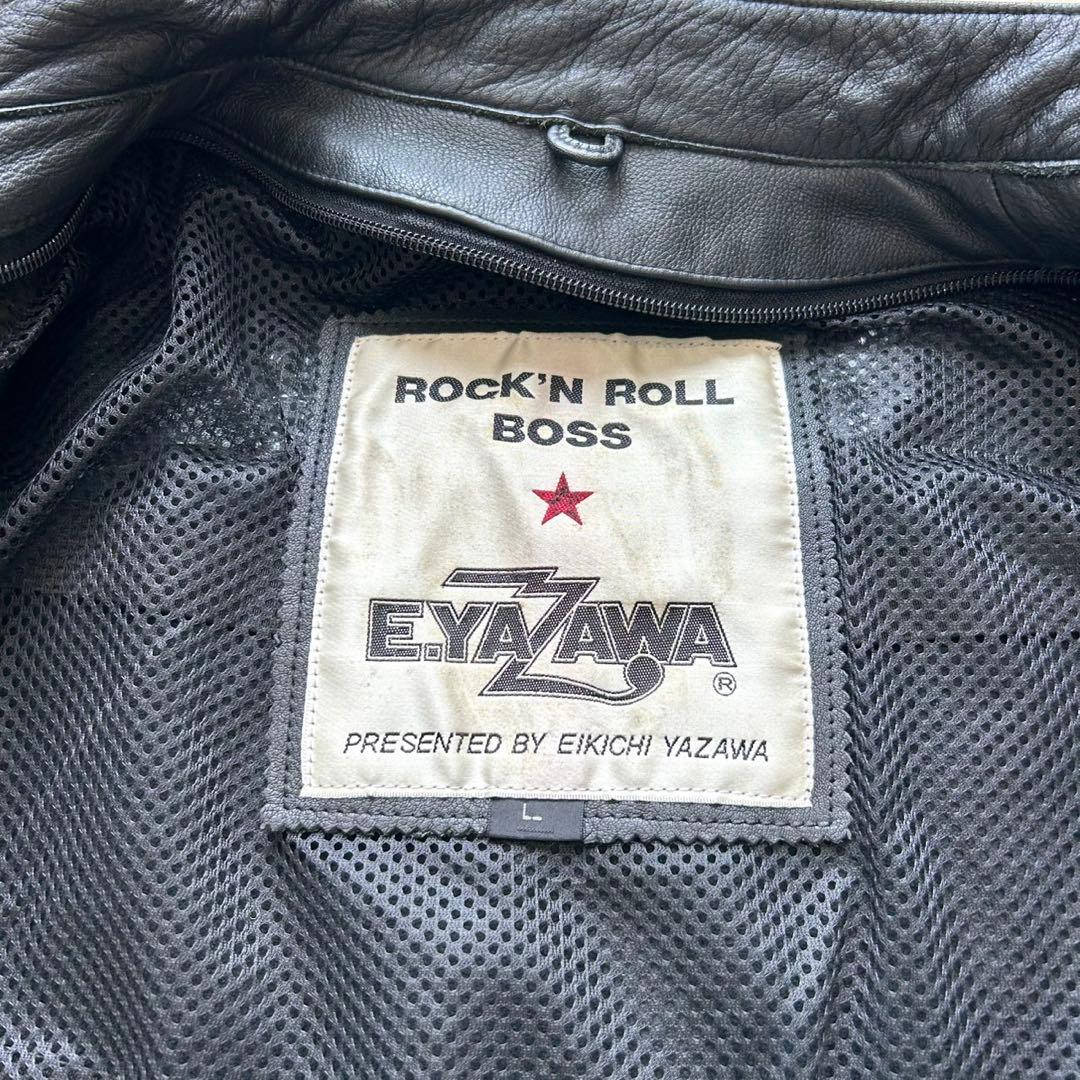 ROCK'N ROLL
BOSS
E.YAZAWA
®
PRESENTED BY EIKICHI YAZAWA
L